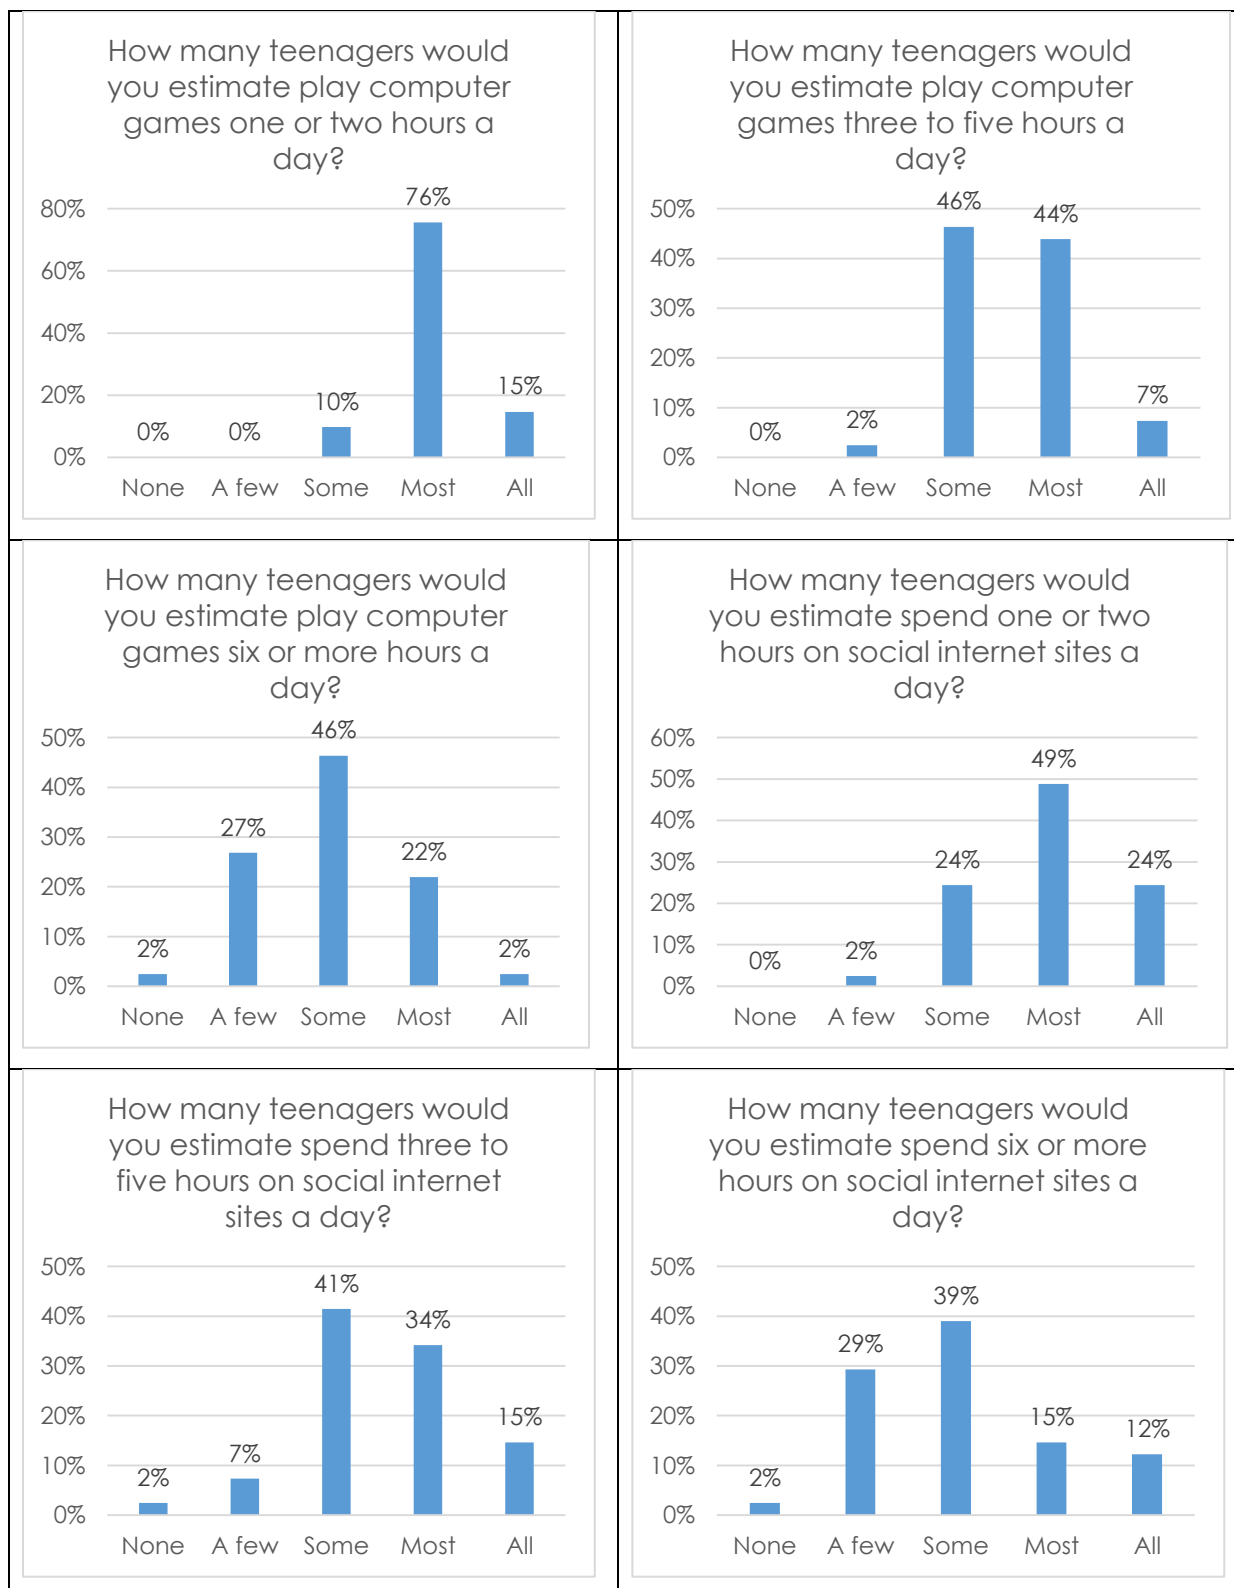 How many teenagers would
you estimate play computer
games one or two hours a
day?
76%
80%
60%
40%
15%
20%
10%
0%
0%
0%
None A few Some Most All
How many teenagers would
you estimate play computer
games three to five hours a
day?
46%
44%
50%
40%
30%
20%
7%
10%
2%
0%
0%
None A few Some Most All
How many teenagers would
you estimate play computer
games six or more hours a
day?
46%
50%
40%
27%
30%
22%
20%
10%
2%
2%
0%
None A few Some Most All
How many teenagers would
you estimate spend one or two
hours on social internet sites a
day?
60%
49%
50%
40%
30%
24%
24%
20%
10%
2%
0%
0%
None A few Some Most All
How many teenagers would
you estimate spend three to
five hours on social internet
sites a day?
50%
41%
40%
34%
30%
20%
15%
10%
7%
2%
0%
None A few Some Most All
How many teenagers would
you estimate spend six or more
hours on social internet sites a
day?
50%
39%
40%
29%
30%
20%
15%
12%
10%
2%
0%
None A few Some Most All